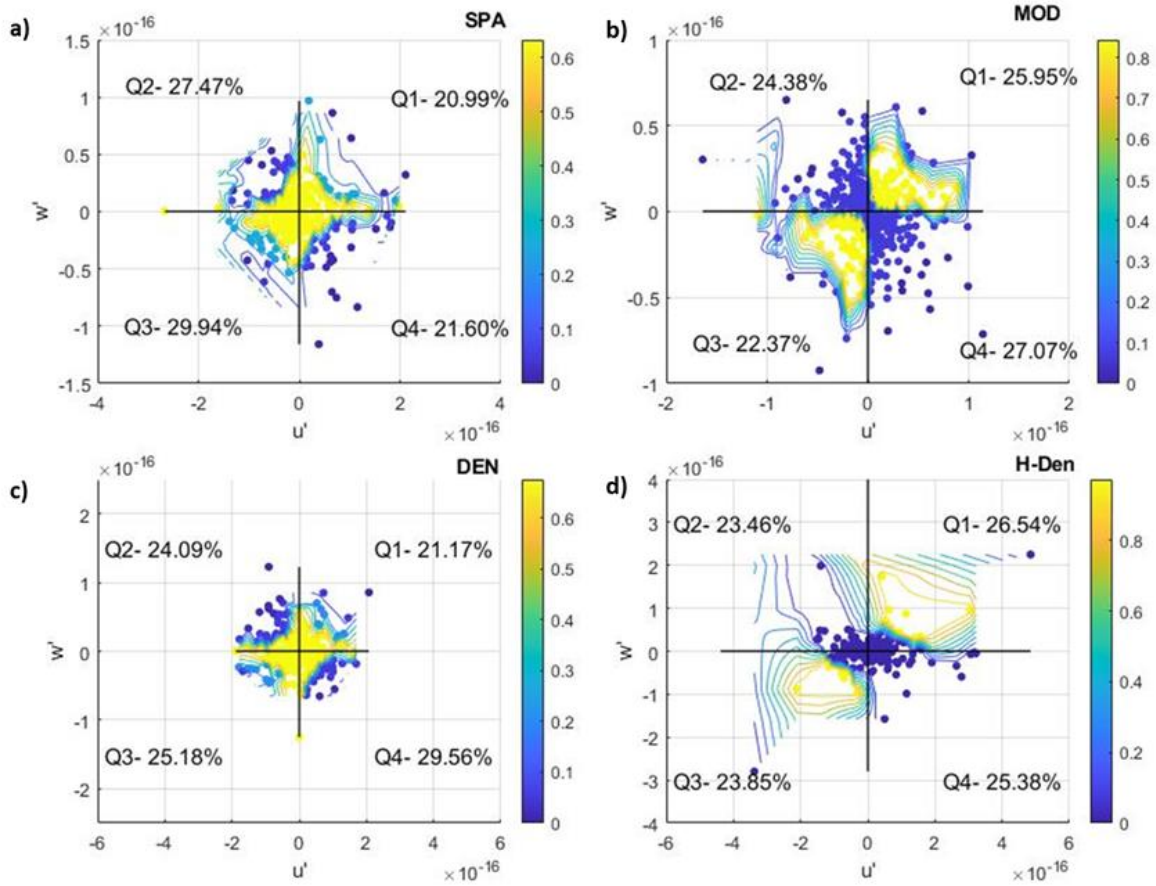 a)
SPA
×10⁻¹⁶
1.5
1
0.5
0
-0.5
-1
-1.5
w'
Q2- 27.47%
Q1- 20.99%
Q3- 29.94%
Q4- 21.60%
-4
-2
0
2
4
u'
×10⁻¹⁶
0.6
0.5
0.4
0.3
0.2
0.1
0
b)
MOD
×10⁻¹⁶
1
0.5
0
-0.5
-1
w'
Q2- 24.38%
Q1- 25.95%
Q3- 22.37%
Q4- 27.07%
-2
-1
0
1
2
u'
×10⁻¹⁶
0.8
0.7
0.6
0.5
0.4
0.3
0.2
0.1
0
c)
DEN
×10⁻¹⁶
2
1
0
-1
-2
w'
Q2- 24.09%
Q1- 21.17%
Q3- 25.18%
Q4- 29.56%
-6
-4
-2
0
2
4
6
u'
×10⁻¹⁶
0.6
0.5
0.4
0.3
0.2
0.1
0
d)
H-Den
×10⁻¹⁶
4
3
2
1
0
-1
-2
-3
-4
w'
Q2- 23.46%
Q1- 26.54%
Q3- 23.85%
Q4- 25.38%
-6
-4
-2
0
2
4
6
u'
×10⁻¹⁶
0.8
0.6
0.4
0.2
0